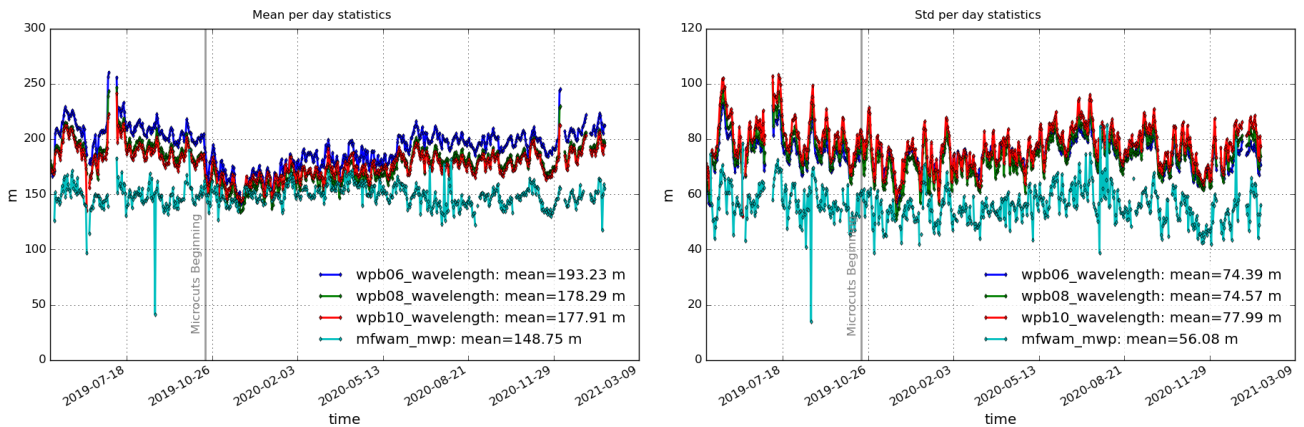 Mean per day statistics
300
250
200
150
100
50
0
m
Microcuts Beginning
wpb06_wavelength: mean=193.23 m
wpb08_wavelength: mean=178.29 m
wpb10_wavelength: mean=177.91 m
mfwam_mwp: mean=148.75 m
2019-07-18
2019-10-26
2020-02-03
2020-05-13
2020-08-21
2020-11-29
2021-03-09
time
Std per day statistics
120
100
80
60
40
20
0
m
Microcuts Beginning
wpb06_wavelength: mean=74.39 m
wpb08_wavelength: mean=74.57 m
wpb10_wavelength: mean=77.99 m
mfwam_mwp: mean=56.08 m
2019-07-18
2019-10-26
2020-02-03
2020-05-13
2020-08-21
2020-11-29
2021-03-09
time